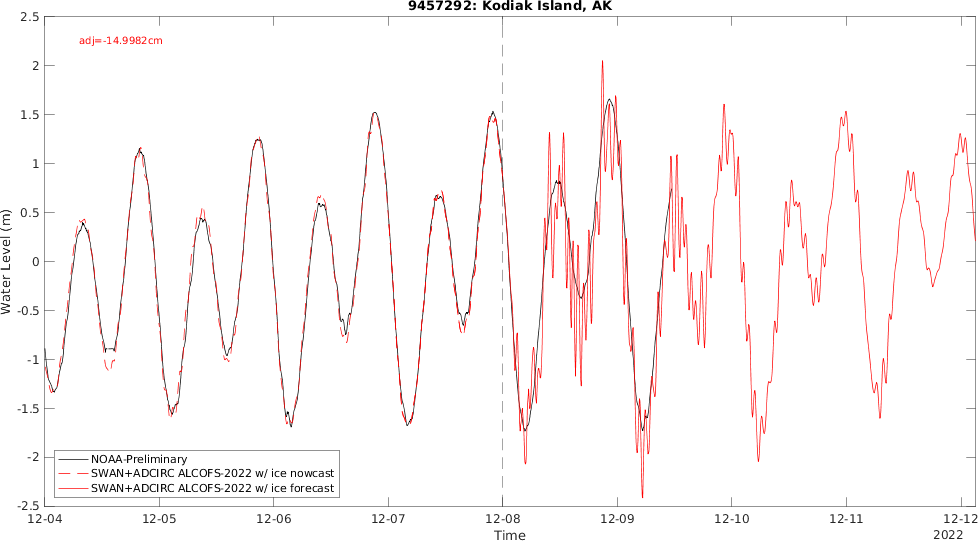 9457292: Kodiak Island, AK
adj=-14.9982cm
2.5
2
1.5
1
0.5
0
-0.5
-1
-1.5
-2
-2.5
Water Level (m)
NOAA-Preliminary
SWAN+ADCIRC ALCOFS-2022 w/ ice nowcast
SWAN+ADCIRC ALCOFS-2022 w/ ice forecast
12-04 12-05 12-06 12-07 12-08 12-09 12-10 12-11 12-12
Time
2022